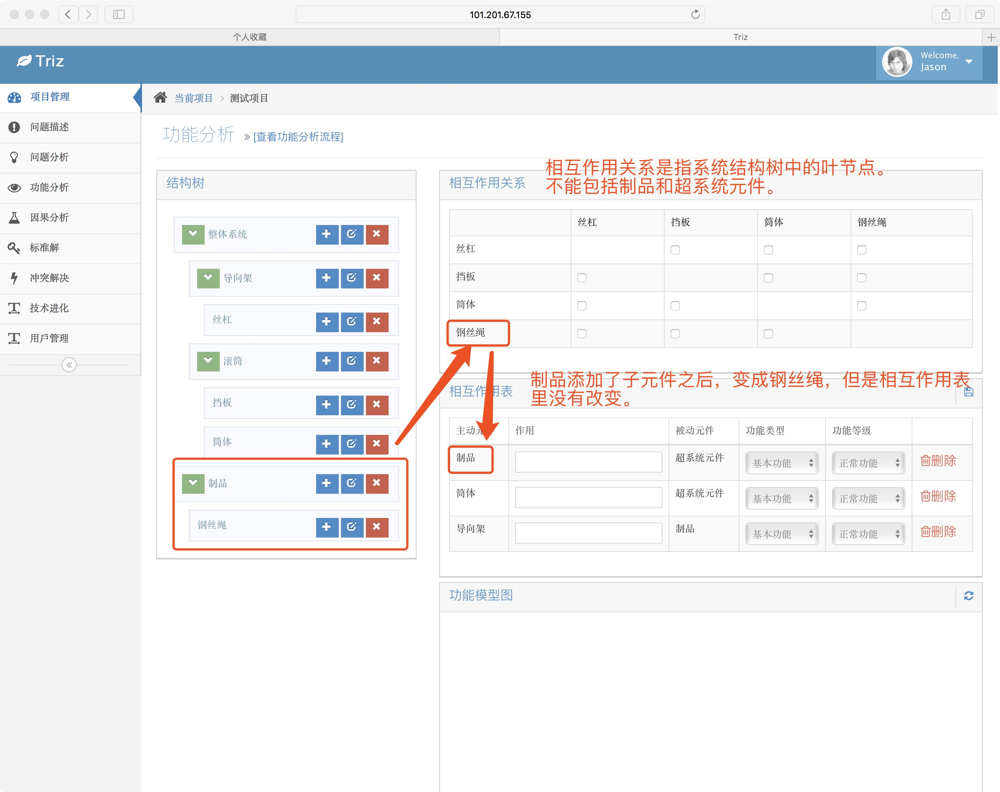 101.201.67.155
个人收藏
Triz
Triz
Welcome,
Jason
项目管理
问题描述
问题分析
功能分析
因果分析
标准解
冲突解决
技术进化
用戶管理
当前项目 > 测试项目
功能分析 » [查看功能分析流程]
结构树
整体系统
导向架
丝杠
滚筒
挡板
筒体
制品
钢丝绳
相互作用关系
相互作用关系是指系统结构树中的叶节点。
不能包括制品和超系统元件。
丝杠 挡板 筒体 钢丝绳
丝杠
挡板
筒体
钢丝绳
相互作用表
制品添加了子元件之后，变成钢丝绳，但是相互作用表
里没有改变。
主动元件 作用 被动元件 功能类型 功能等级
制品 超系统元件 基本功能 正常功能 删除
筒体 超系统元件 基本功能 正常功能 删除
导向架 制品 基本功能 正常功能 删除
功能模型图